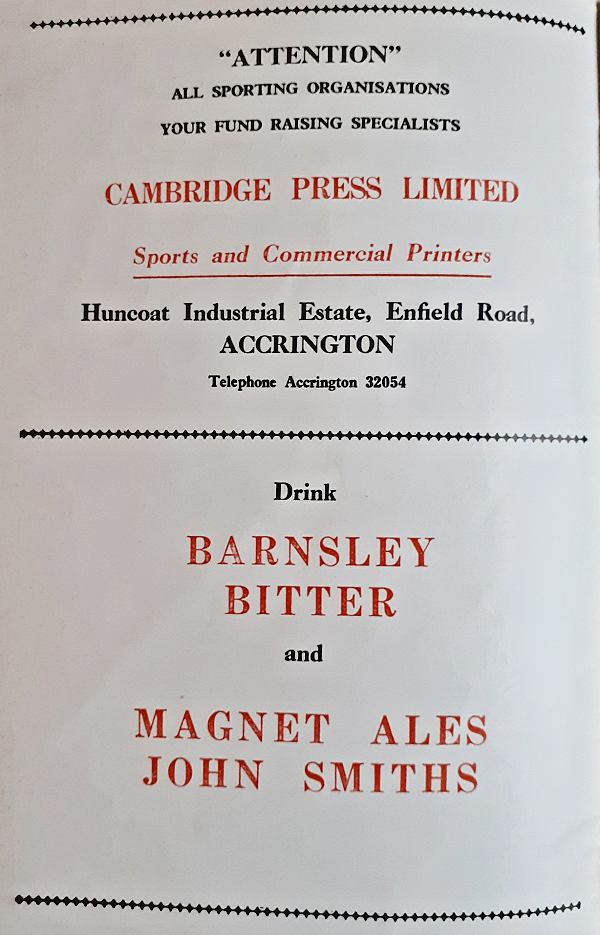 “ATTENTION”
ALL SPORTING ORGANISATIONS
YOUR FUND RAISING SPECIALISTS
CAMBRIDGE PRESS LIMITED
Sports and Commercial Printers
Huncoat Industrial Estate, Enfield Road,
ACCRINGTON
Telephone Accrington 32054
Drink
BARNSLEY
BITTER
and
MAGNET ALES
JOHN SMITHS